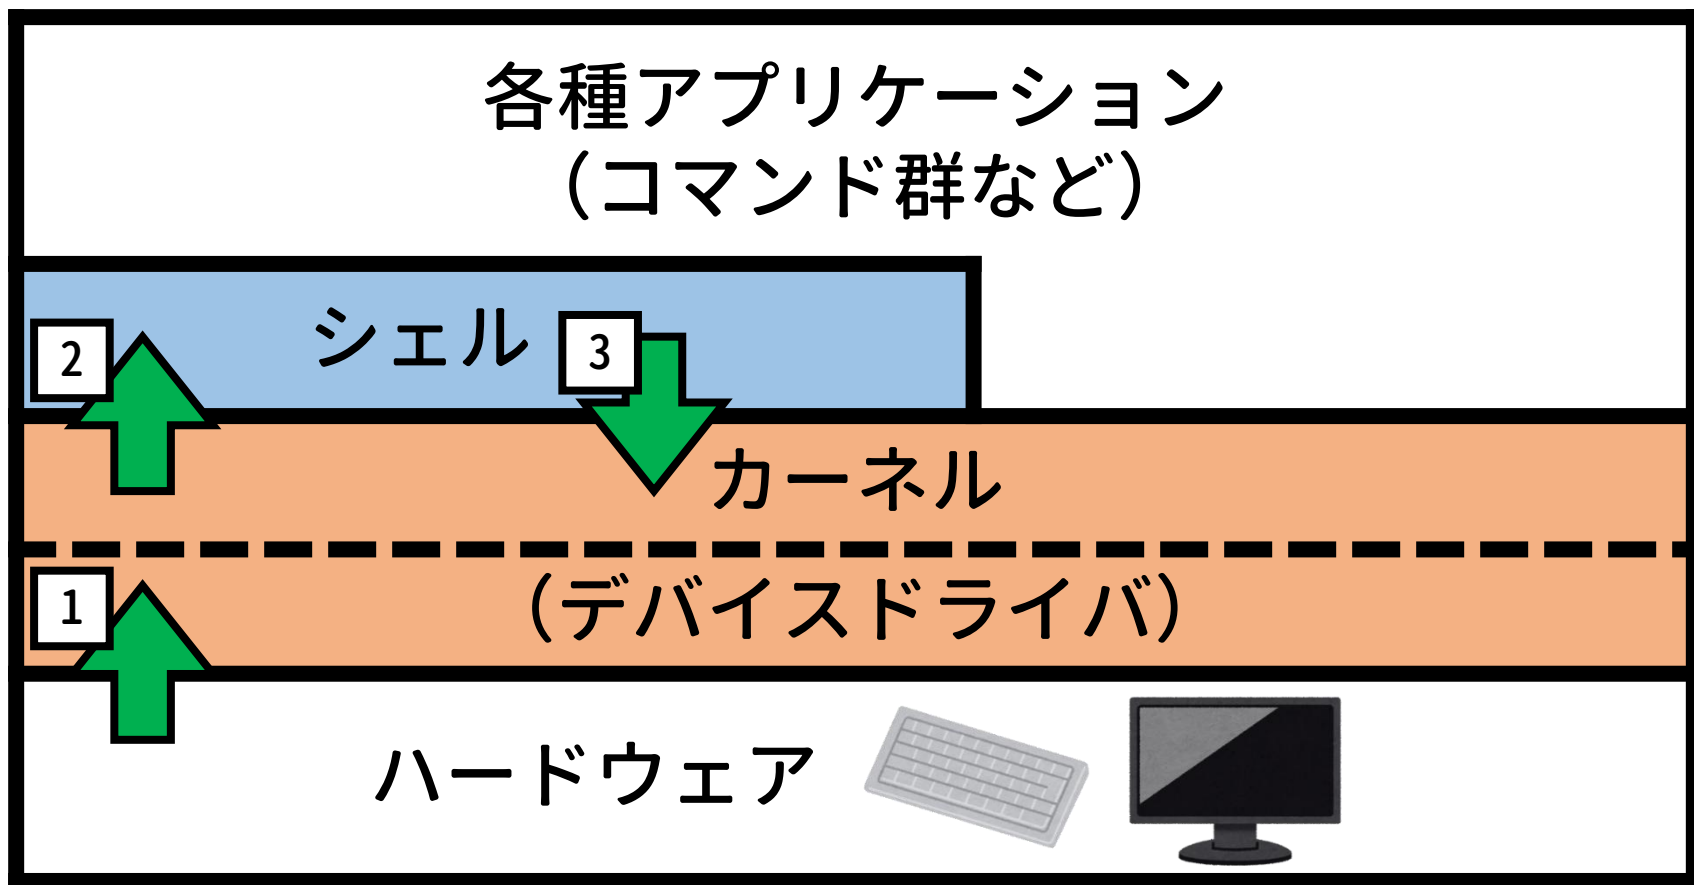 各種アプリケーション
（コマンド群など）
2
シェル
3
カーネル
1
（デバイスドライバ）
ハードウェア